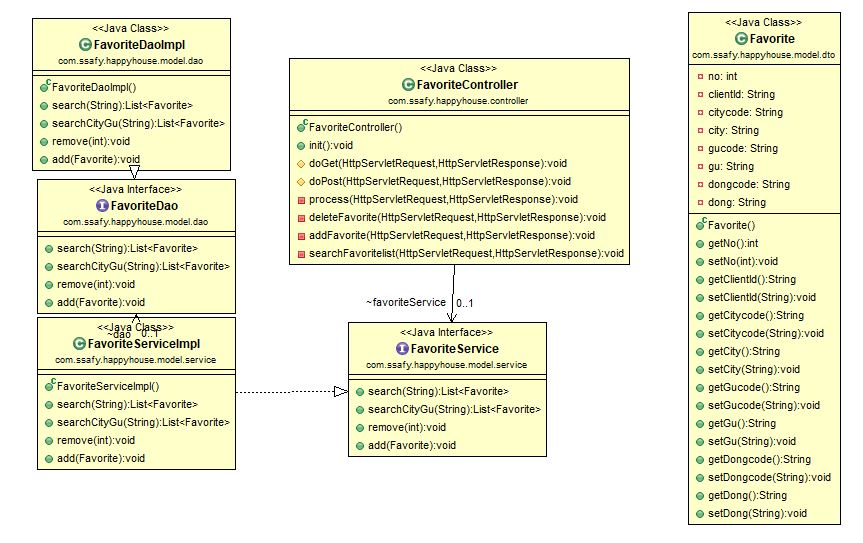 <<Java Class>>
FavoriteDaoImpl
com.ssafy.happyhouse.model.dao
FavoriteDaoImpl()
search(String):List<Favorite>
searchCityGu(String):List<Favorite>
remove(int):void
add(Favorite):void
<<Java Interface>>
FavoriteDao
com.ssafy.happyhouse.model.dao
search(String):List<Favorite>
searchCityGu(String):List<Favorite>
remove(int):void
add(Favorite):void
<<Java Class>>
~dao 0..1
FavoriteServiceImpl
com.ssafy.happyhouse.model.service
FavoriteServiceImpl()
search(String):List<Favorite>
searchCityGu(String):List<Favorite>
remove(int):void
add(Favorite):void
<<Java Class>>
FavoriteController
com.ssafy.happyhouse.controller
FavoriteController()
init():void
doGet(HttpServletRequest,HttpServletResponse):void
doPost(HttpServletRequest,HttpServletResponse):void
process(HttpServletRequest,HttpServletResponse):void
deleteFavorite(HttpServletRequest,HttpServletResponse):void
addFavorite(HttpServletRequest,HttpServletResponse):void
searchFavoritelist(HttpServletRequest,HttpServletResponse):void
~favoriteService 0..1
<<Java Interface>>
FavoriteService
com.ssafy.happyhouse.model.service
search(String):List<Favorite>
searchCityGu(String):List<Favorite>
remove(int):void
add(Favorite):void
<<Java Class>>
Favorite
com.ssafy.happyhouse.model.dto
no: int
clientId: String
citycode: String
city: String
gucode: String
gu: String
dongcode: String
dong: String
Favorite()
getNo():int
setNo(int):void
getClientId():String
setClientId(String):void
getCitycode():String
setCitycode(String):void
getCity():String
setCity(String):void
getGucode():String
setGucode(String):void
getGu():String
setGu(String):void
getDongcode():String
setDongcode(String):void
getDong():String
setDong(String):void